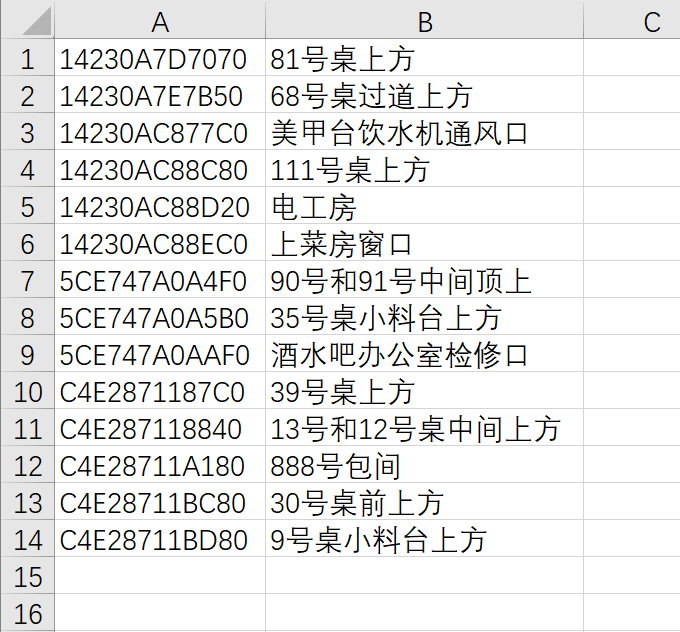 A B C
1 14230A7D7070 81号桌上方
2 14230A7E7B50 68号桌过道上方
3 14230AC877C0 美甲台饮水机通风口
4 14230AC88C80 111号桌上方
5 14230AC88D20 电工房
6 14230AC88EC0 上菜房窗口
7 5CE747A0A4F0 90号和91号中间顶上
8 5CE747A0A5B0 35号桌小料台上方
9 5CE747A0AAF0 酒水吧办公室检修口
10 C4E2871187C0 39号桌上方
11 C4E287118840 13号和12号桌中间上方
12 C4E28711A180 888号包间
13 C4E28711BC80 30号桌前上方
14 C4E28711BD80 9号桌小料台上方
15
16